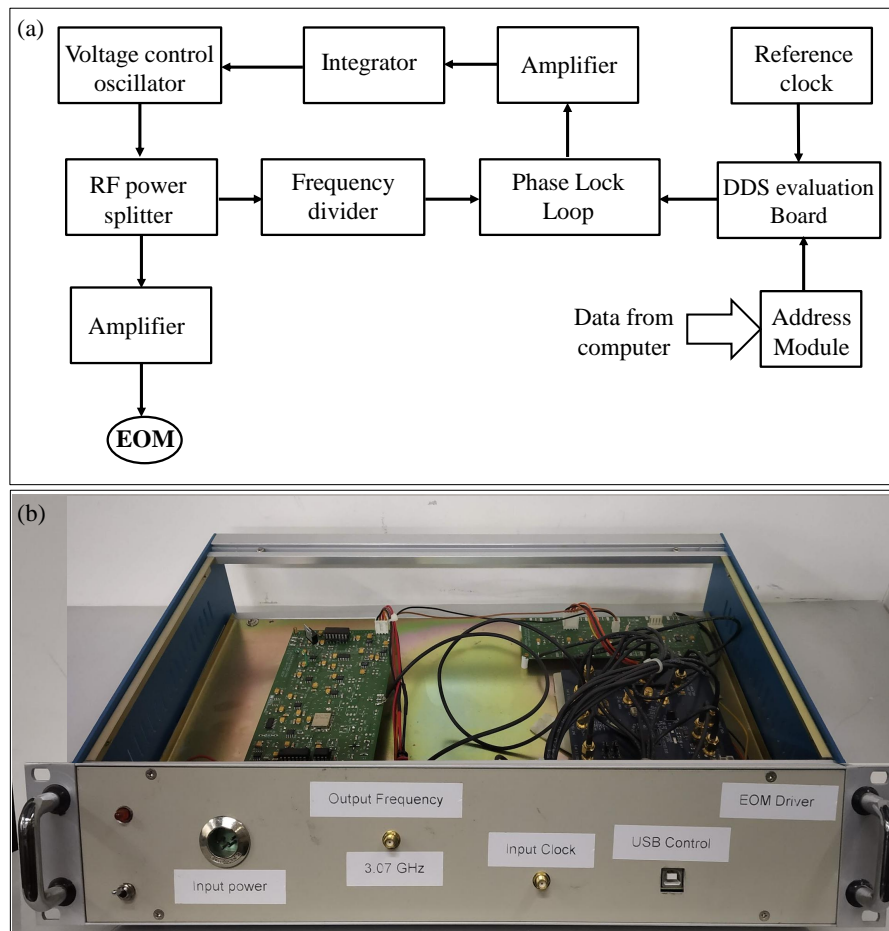 (a)
Voltage control
oscillator
Integrator
Amplifier
Reference
clock
RF power
splitter
Frequency
divider
Phase Lock
Loop
DDS evaluation
Board
Amplifier
Data from
computer
Address
Module
EOM
(b)
Output Frequency
EOM Driver
3.07 GHz
Input Clock
USB Control
Input power